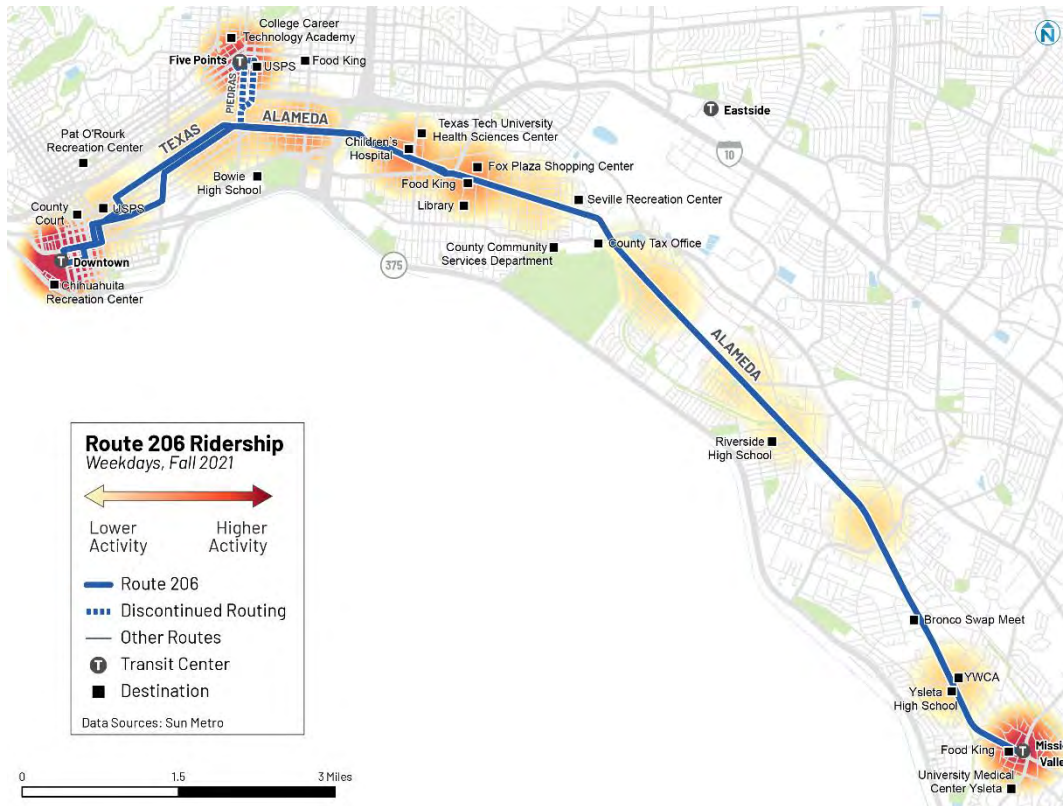 College Career
Technology Academy
Five Points
USPS
Food King
PIEDRAS
Eastside
TEXAS
ALAMEDA
Texas Tech University
Health Sciences Center
10
Pat O'Rourk
Recreation Center
Children's
Hospital
Fox Plaza Shopping Center
Bowie
High School
Food King
Library
Seville Recreation Center
County
Court
USPS
County Community
Services Department
County Tax Office
375
Downtown
Chihuahuita
Recreation Center
N
ALAMEDA
Riverside
High School
Bronco Swap Meet
YWCA
Ysleta
High School
Missi
Valle
Food King
University Medical
Center Ysleta
Route 206 Ridership
Weekdays, Fall 2021
Lower
Activity
Higher
Activity
Route 206
Discontinued Routing
Other Routes
T Transit Center
Destination
Data Sources: Sun Metro
0 1.5 3 Miles